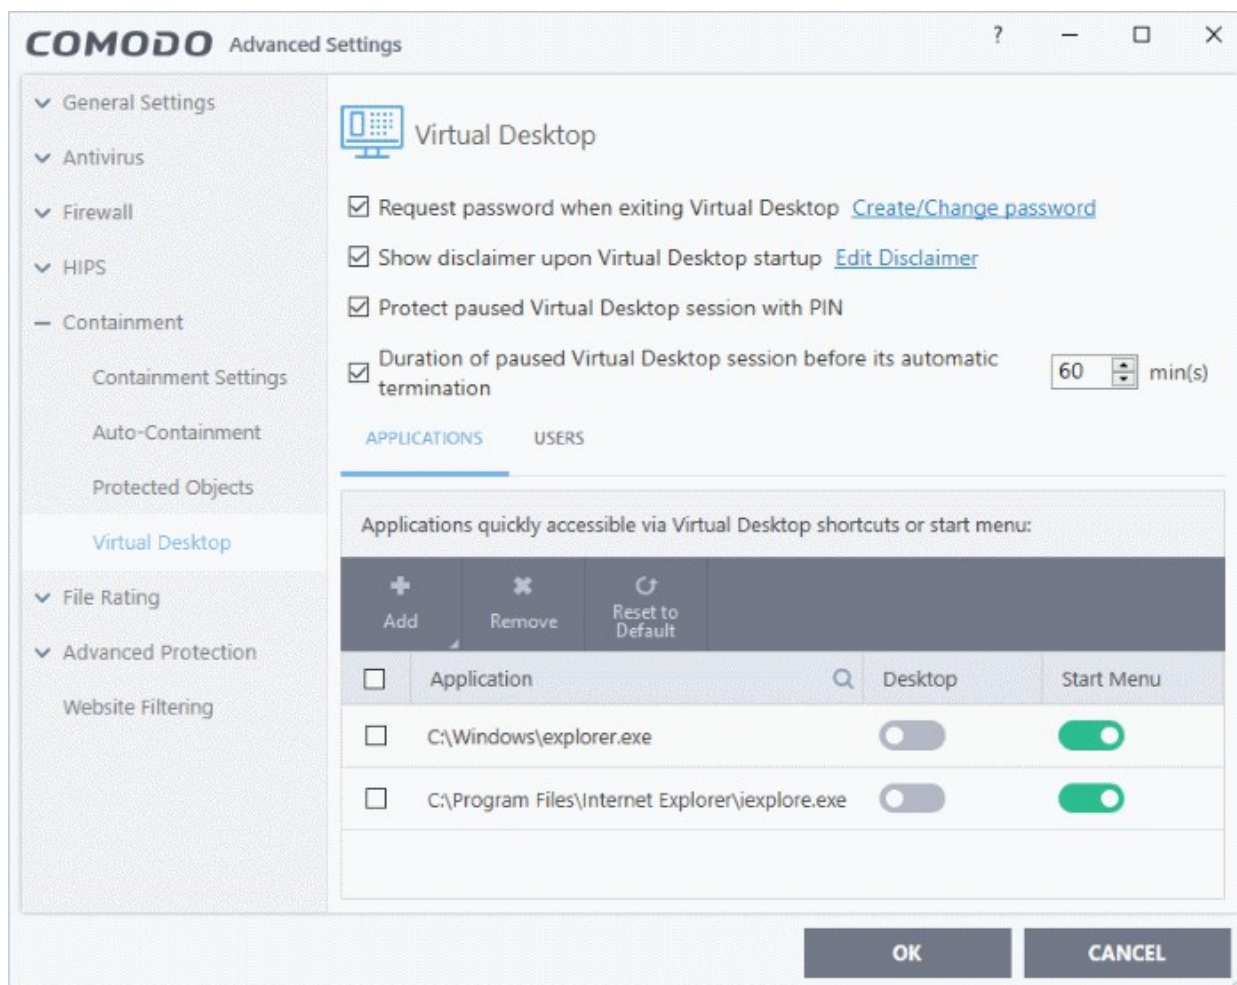 COMODO Advanced Settings ?
General Settings
Antivirus
Firewall
HIPS
Containment
Containment Settings
Auto-Containment
Protected Objects
Virtual Desktop
File Rating
Advanced Protection
Website Filtering
Virtual Desktop
Request password when exiting Virtual Desktop Create/Change password
Show disclaimer upon Virtual Desktop startup Edit Disclaimer
Protect paused Virtual Desktop session with PIN
Duration of paused Virtual Desktop session before its automatic
termination
60 min(s)
APPLICATIONS USERS
Applications quickly accessible via Virtual Desktop shortcuts or start menu:
Add Remove Reset to
Default
Application Desktop Start Menu
C:\Windows\explorer.exe
C:\Program Files\Internet Explorer\iexplore.exe
OK CANCEL